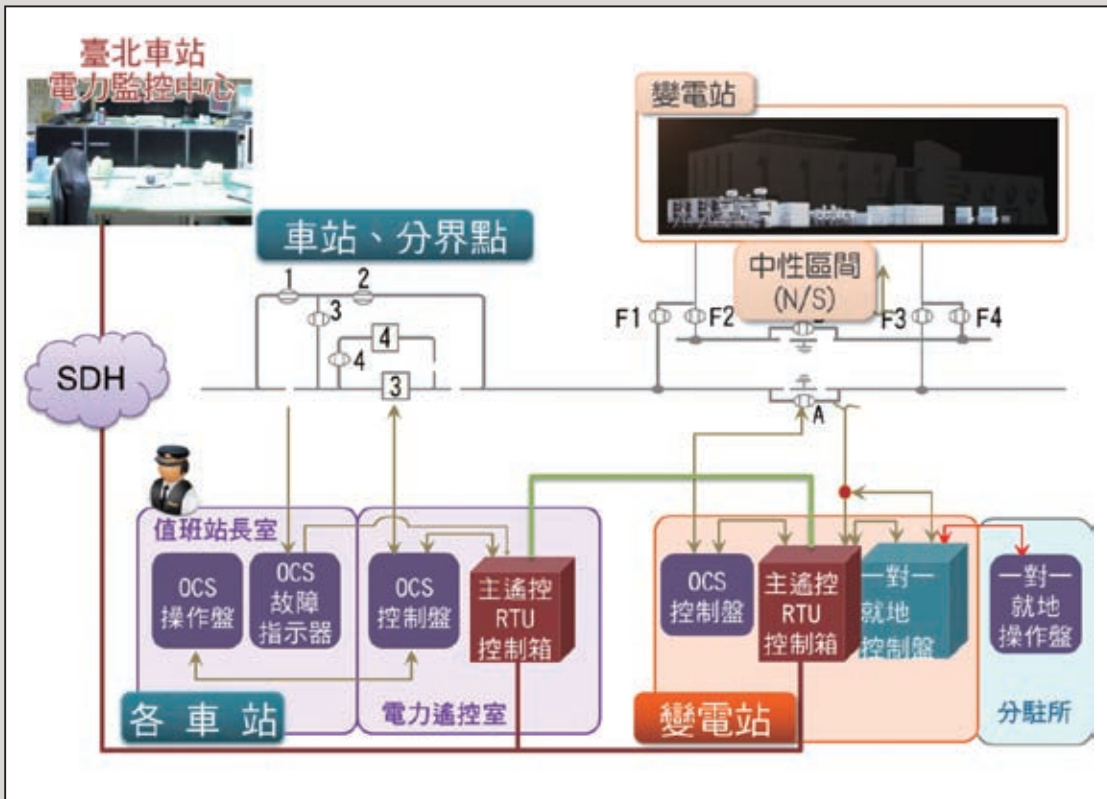 臺北車站
電力監控中心
變電站
車站、分界點
中性區間
(N/S)
1
2
3
4
4
3
F1
F2
F3
F4
A
SDH
值班站長室
OCS
操作盤
OCS
故障
指示器
OCS
控制盤
主遙控
RTU
控制箱
各車站
電力遙控室
OCS
控制盤
主遙控
RTU
控制箱
一對一
就地
控制盤
變電站
一對一
就地
操作盤
分駐所